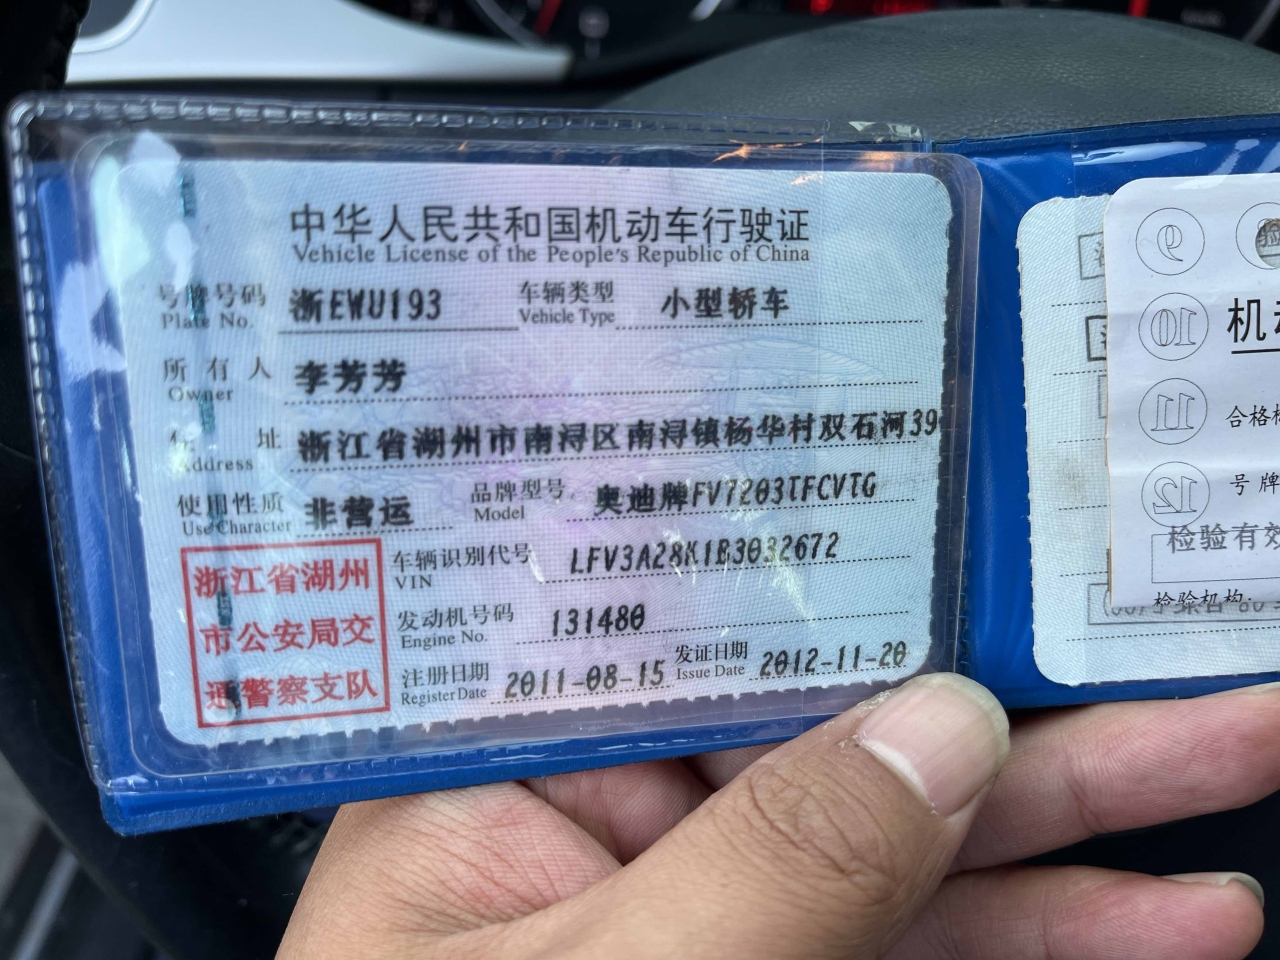 中华人民共和国机动车行驶证
Vehicle License of the People's Republic of China
号牌号码 浙EWU193 车辆类型 小型轿车
Plate No. Vehicle Type
所有人 李芳芳
Owner
住址 浙江省湖州市南浔区南浔镇杨华村双石河39
Address
使用性质 非营运 品牌型号 奥迪牌FV7203TFCVTG
Use Character Model
车辆识别代号 LFV3A28K1B3032672
VIN
发动机号码 131480
Engine No.
注册日期 2011-08-15 发证日期 2012-11-20
Register Date Issue Date
浙江省湖州
市公安局交
通警察支队
9
10
11
12
机动
合格
号牌
检验有效
检验机构: